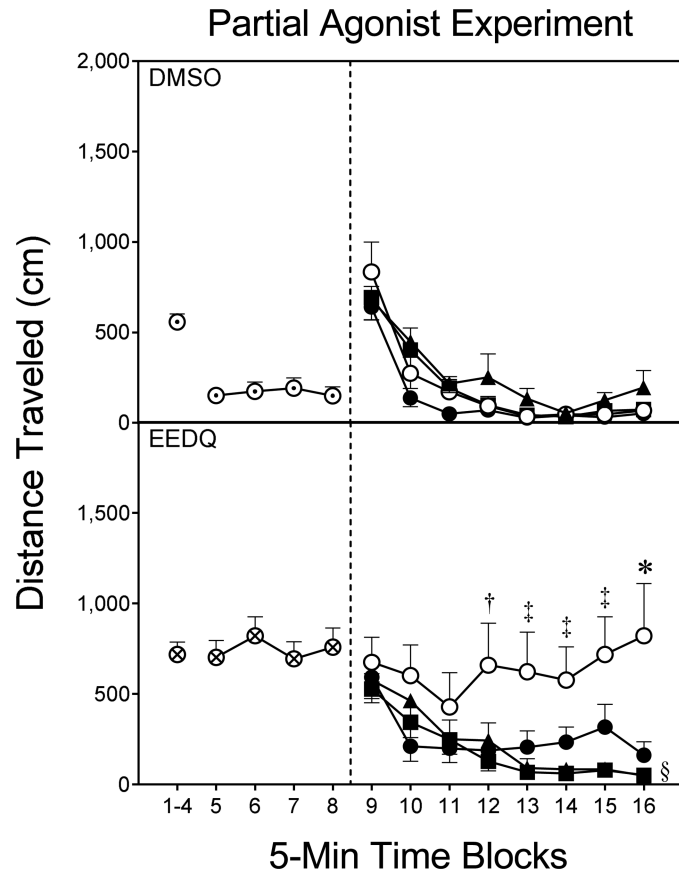 Partial Agonist Experiment
2,000
DMSO
1,500
1,000
500
0
EEDQ
1,500
1,000
500
0
† ‡ ‡ ‡ *
§
Distance Traveled (cm)
1-4 5 6 7 8 9 10 11 12 13 14 15 16
5-Min Time Blocks